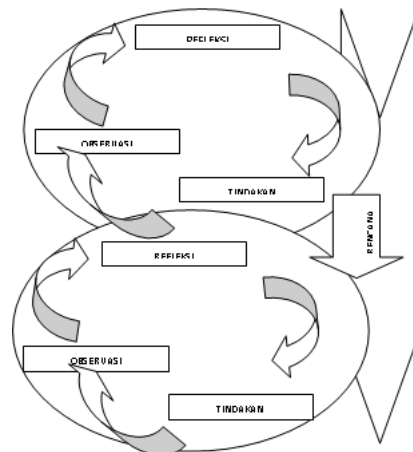 REFLEKSI
OBSERVASI
TINDAKAN
RENCANA
REFLEKSI
OBSERVASI
TINDAKAN